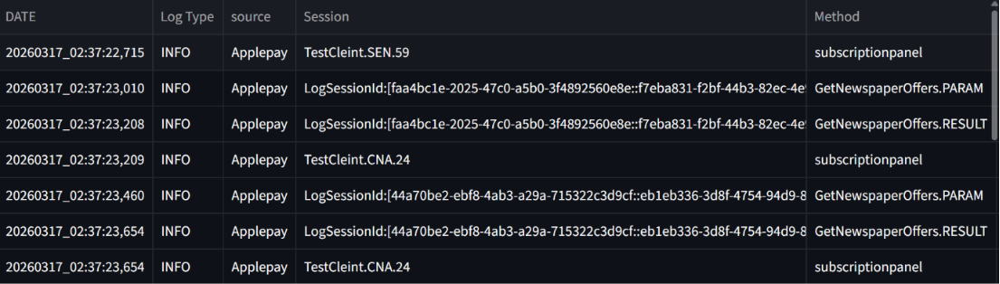 DATE Log Type source Session Method
20260317_02:37:22,715 INFO Applepay TestCleint.SEN.59 subscriptionpanel
20260317_02:37:23,010 INFO Applepay LogSessionId:[faa4bc1e-2025-47c0-a5b0-3f4892560e8e::f7eba831-f2bf-44b3-82ec-4e GetNewspaperOffers.PARAM
20260317_02:37:23,208 INFO Applepay LogSessionId:[faa4bc1e-2025-47c0-a5b0-3f4892560e8e::f7eba831-f2bf-44b3-82ec-4e GetNewspaperOffers.RESULT
20260317_02:37:23,209 INFO Applepay TestCleint.CNA.24 subscriptionpanel
20260317_02:37:23,460 INFO Applepay LogSessionId:[44a70be2-ebf8-4ab3-a29a-715322c3d9cf::eb1eb336-3d8f-4754-94d9-8 GetNewspaperOffers.PARAM
20260317_02:37:23,654 INFO Applepay LogSessionId:[44a70be2-ebf8-4ab3-a29a-715322c3d9cf::eb1eb336-3d8f-4754-94d9-8 GetNewspaperOffers.RESULT
20260317_02:37:23,654 INFO Applepay TestCleint.CNA.24 subscriptionpanel